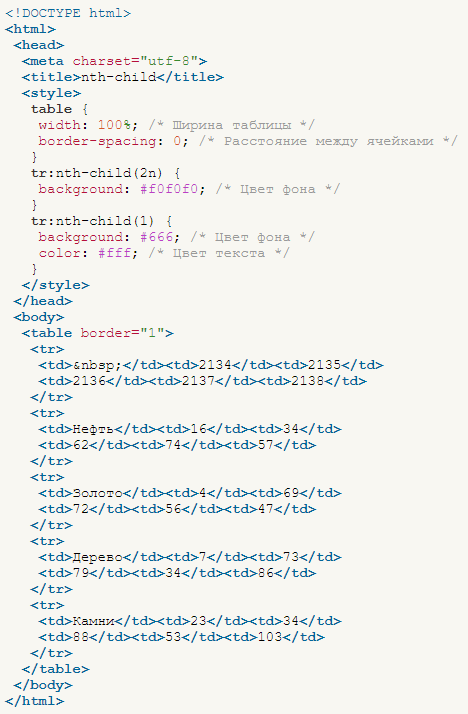 <!DOCTYPE html>
<html>
<head>
<meta charset="utf-8">
<title>nth-child</title>
<style>
table {
width: 100%; /* Ширина таблицы */
border-spacing: 0; /* Расстояние между ячейками */
}
tr:nth-child(2n) {
background: #f0f0f0; /* Цвет фона */
}
tr:nth-child(1) {
background: #666; /* Цвет фона */
color: #fff; /* Цвет текста */
}
</style>
</head>
<body>
<table border="1">
<tr>
<td>&nbsp;</td><td>2134</td><td>2135</td>
<td>2136</td><td>2137</td><td>2138</td>
</tr>
<tr>
<td>Нефть</td><td>16</td><td>34</td>
<td>62</td><td>74</td><td>57</td>
</tr>
<tr>
<td>Золото</td><td>4</td><td>69</td>
<td>72</td><td>56</td><td>47</td>
</tr>
<tr>
<td>Дерево</td><td>7</td><td>73</td>
<td>79</td><td>34</td><td>86</td>
</tr>
<tr>
<td>Камни</td><td>23</td><td>34</td>
<td>88</td><td>53</td><td>103</td>
</tr>
</table>
</body>
</html>